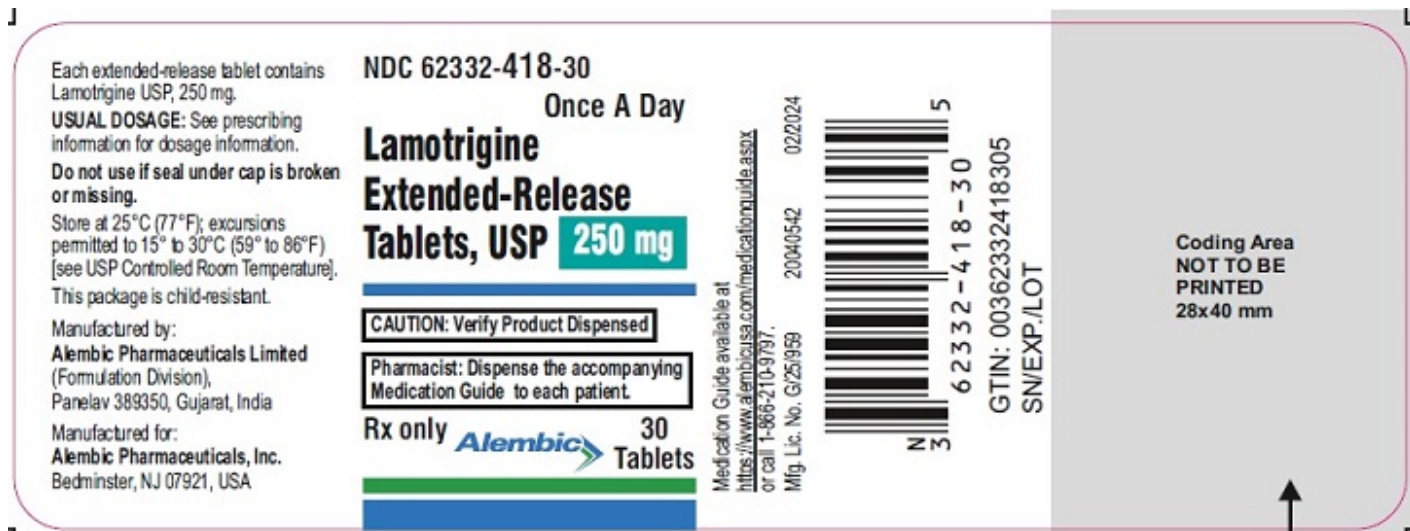 Each extended-release tablet contains
Lamotrigine USP, 250 mg.
USUAL DOSAGE: See prescribing
information for dosage information.
Do not use if seal under cap is broken
or missing.
Store at 25°C (77°F); excursions
permitted to 15° to 30°C (59° to 86°F)
[see USP Controlled Room Temperature].
This package is child-resistant.
Manufactured by:
Alembic Pharmaceuticals Limited
(Formulation Division),
Panelav 389350, Gujarat, India
Manufactured for:
Alembic Pharmaceuticals, Inc.
Bedminster, NJ 07921, USA
NDC 62332-418-30
Once A Day
Lamotrigine
Extended-Release
Tablets, USP 250 mg
CAUTION: Verify Product Dispensed
Pharmacist: Dispense the accompanying
Medication Guide to each patient.
Rx only Alembic 30
Tablets
Medication Guide available at
https://www.alembicusa.com/medicationguide.aspx
or call 1-866-210-9797.
Mfg. Lic. No. G/25/959 20040542 02/2024
N
3 62332-418-30 5
GTIN: 00362332418305
SN/EXP./LOT
Coding Area
NOT TO BE
PRINTED
28x40 mm